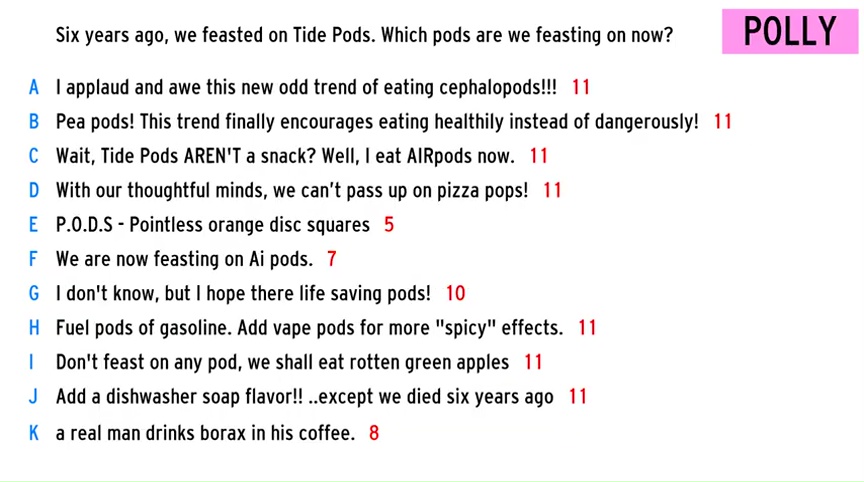 Six years ago, we feasted on Tide Pods. Which pods are we feasting on now?
POLLY
A I applaud and awe this new odd trend of eating cephalopods!!! 11
B Pea pods! This trend finally encourages eating healthily instead of dangerously! 11
C Wait, Tide Pods AREN'T a snack? Well, I eat AIRpods now. 11
D With our thoughtful minds, we can't pass up on pizza pops! 11
E P.O.D.S - Pointless orange disc squares 5
F We are now feasting on Ai pods. 7
G I don't know, but I hope there life saving pods! 10
H Fuel pods of gasoline. Add vape pods for more "spicy" effects. 11
I Don't feast on any pod, we shall eat rotten green apples 11
J Add a dishwasher soap flavor!! ..except we died six years ago 11
K a real man drinks borax in his coffee. 8